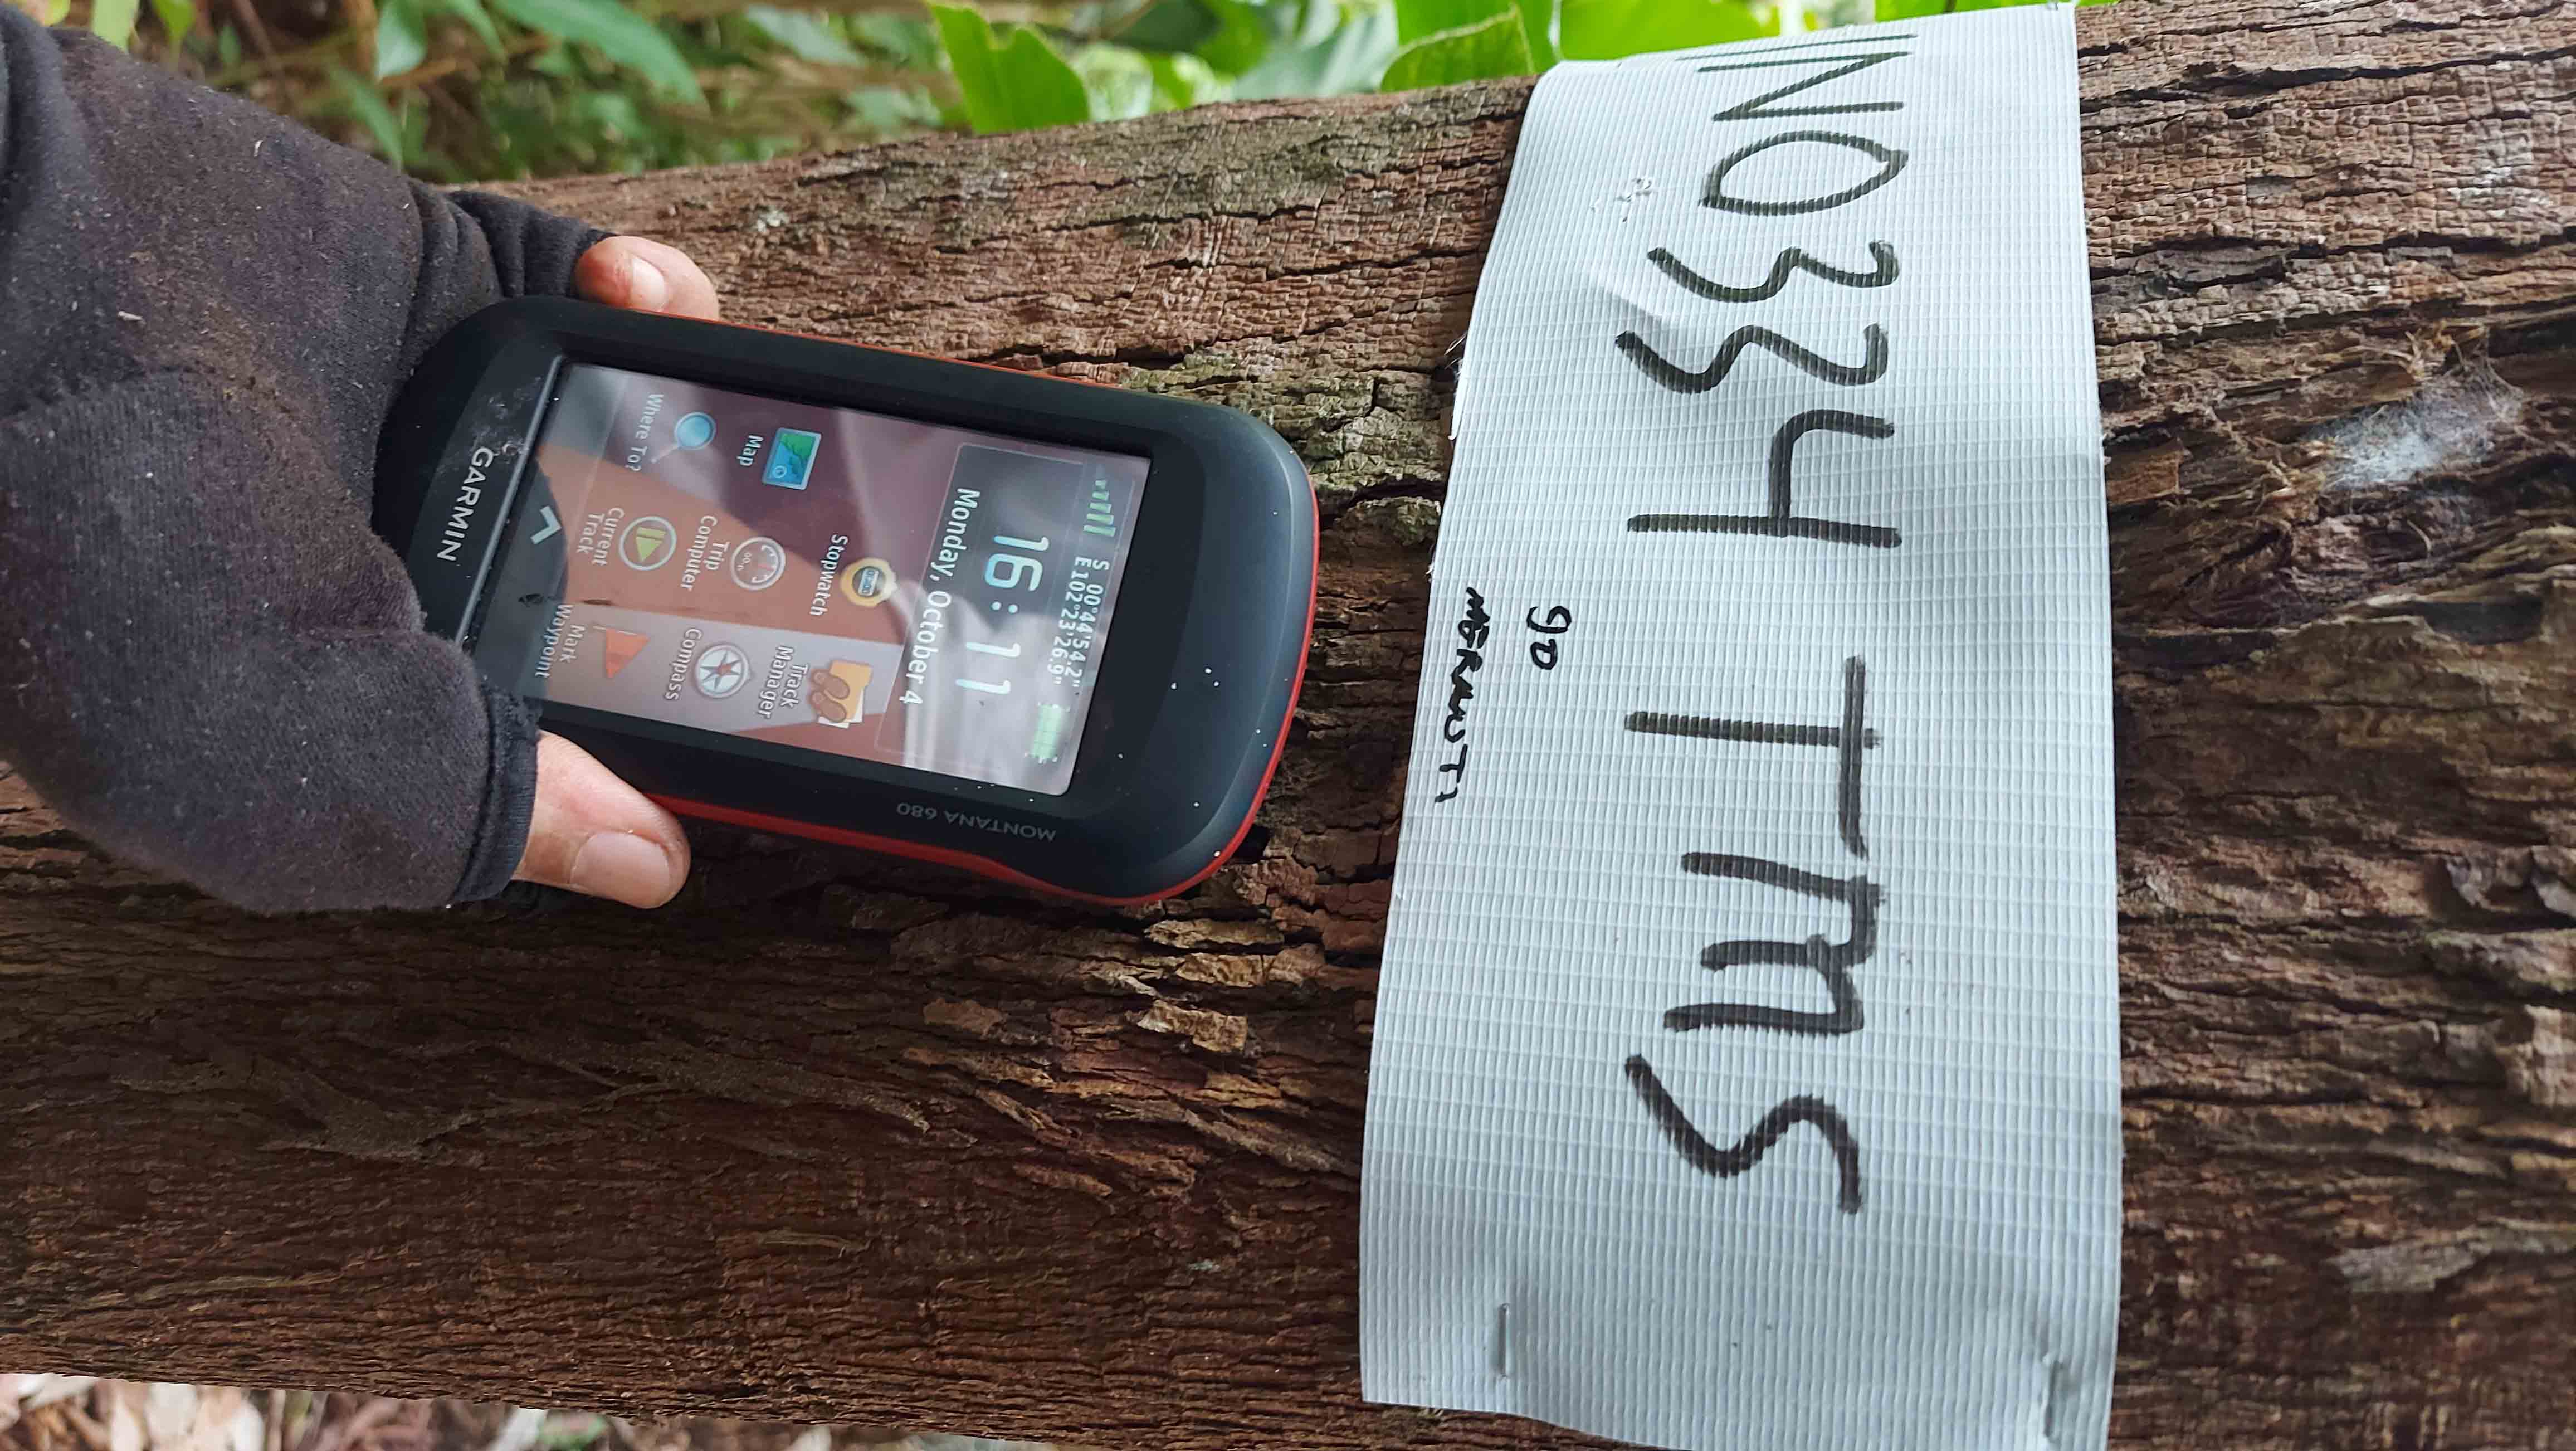 INO334 TMS
90
MERANTI
S 00°44'54.2"
E102°23'26.9"
16:11
Monday, October 4
Stopwatch
Track
Manager
Map
Trip
Computer
Compass
Where To?
Current
Track
Mark
Waypoint
GARMIN
MONTANA 680